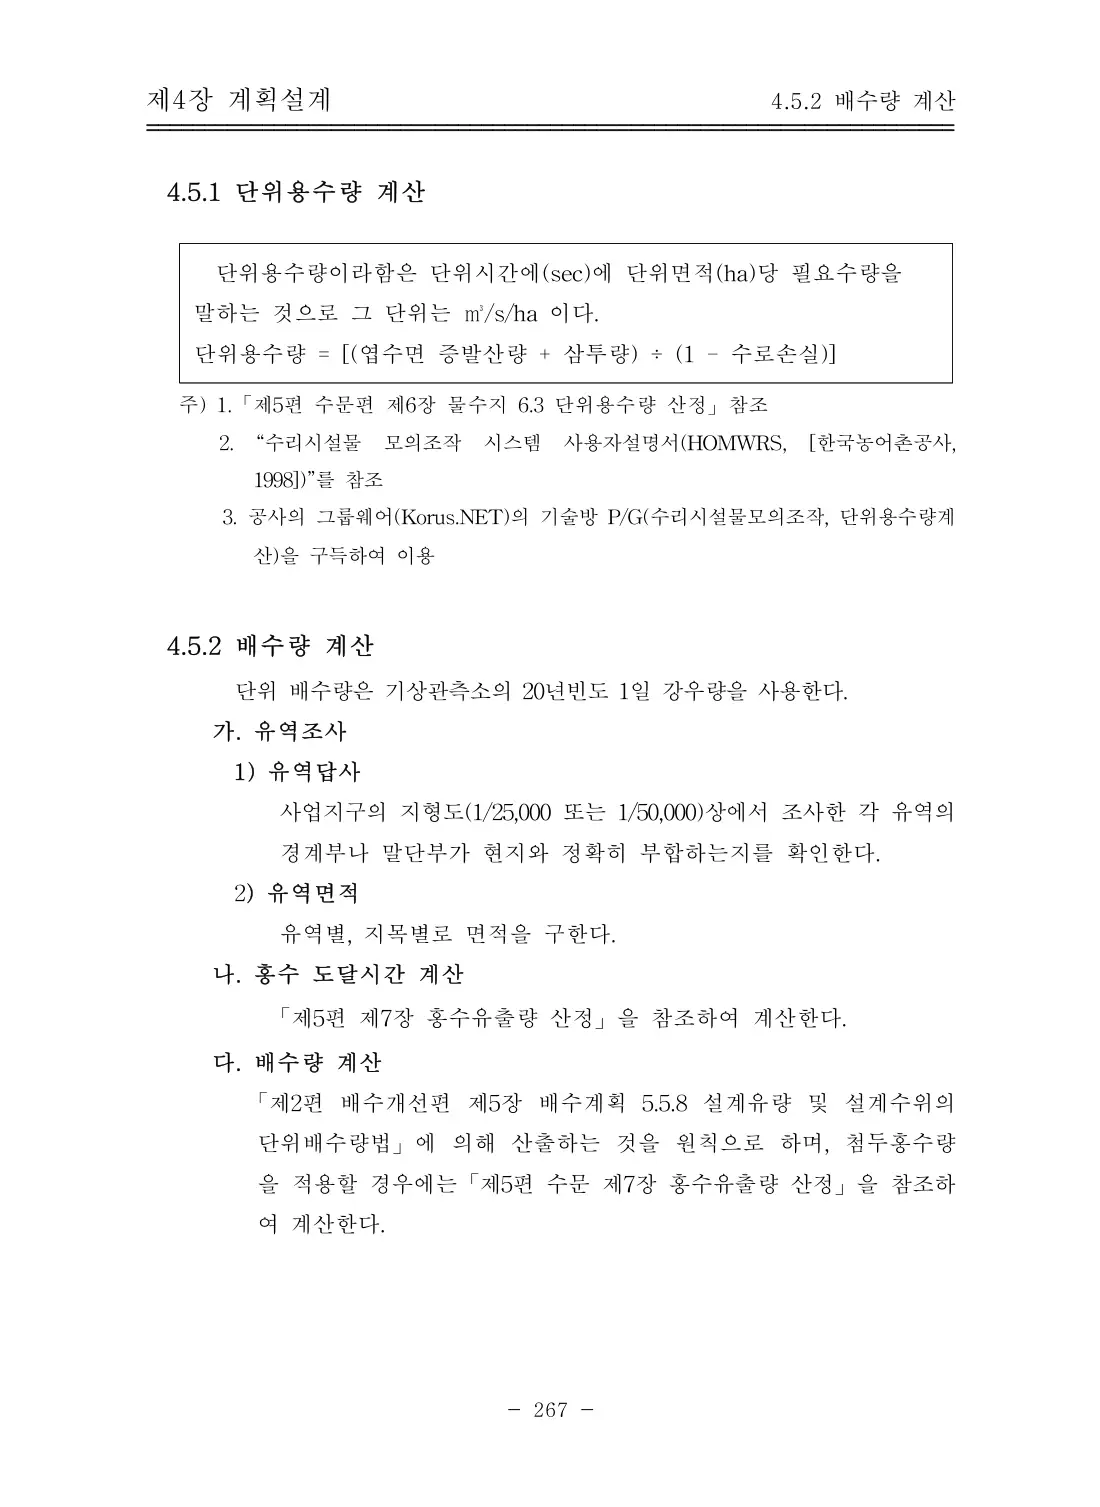 제4장 계획설계
4.5.2 배수량 계산
4.5.1 단위용수량 계산
단위용수량이라함은 단위시간에(sec)에 단위면적(ha)당 필요수량을
말하는 것으로 그 단위는 ㎥/s/ha 이다.
단위용수량 = [(엽수면 증발산량 + 삼투량) ÷ (1 - 수로손실)]
주) 1.「제5편 수문편 제6장 물수지 6.3 단위용수량 산정」참조
2. “수리시설물 모의조작 시스템 사용자설명서(HOMWRS, [한국농어촌공사,
1998])”를 참조
3. 공사의 그룹웨어(Korus.NET)의 기술방 P/G(수리시설물모의조작, 단위용수량계
산)을 구득하여 이용
4.5.2 배수량 계산
단위 배수량은 기상관측소의 20년빈도 1일 강우량을 사용한다.
가. 유역조사
1) 유역답사
사업지구의 지형도(1/25,000 또는 1/50,000)상에서 조사한 각 유역의
경계부나 말단부가 현지와 정확히 부합하는지를 확인한다.
2) 유역면적
유역별, 지목별로 면적을 구한다.
나. 홍수 도달시간 계산
「제5편 제7장 홍수유출량 산정」을 참조하여 계산한다.
다. 배수량 계산
「제2편 배수개선편 제5장 배수계획 5.5.8 설계유량 및 설계수위의
단위배수량법」에 의해 산출하는 것을 원칙으로 하며, 첨두홍수량
을 적용할 경우에는「제5편 수문 제7장 홍수유출량 산정」을 참조하
여 계산한다.
- 267 -